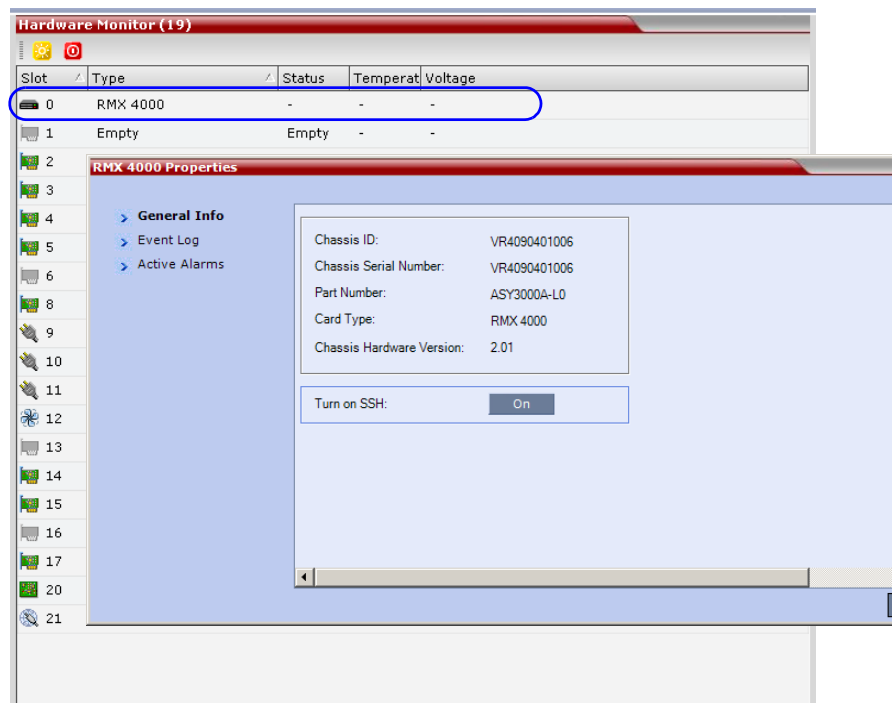 Hardware Monitor (19)
Slot Type Status Temperat Voltage
0 RMX 4000 - - -
1 Empty Empty - -
2
RMX 4000 Properties
3
4
5
6
8
9
10
11
12
13
14
15
16
17
20
21
General Info
Event Log
Active Alarms
Chassis ID: VR4090401006
Chassis Serial Number: VR4090401006
Part Number: ASY3000A-L0
Card Type: RMX 4000
Chassis Hardware Version: 2.01
Turn on SSH: On